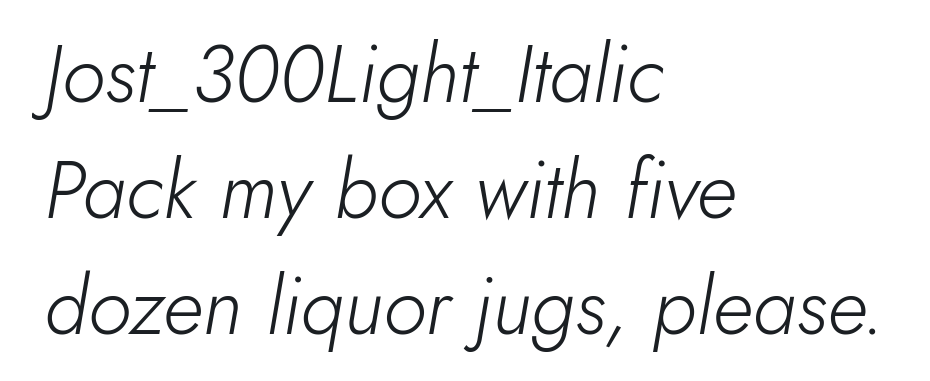 Jost_300Light_Italic
Pack my box with five
dozen liquor jugs, please.